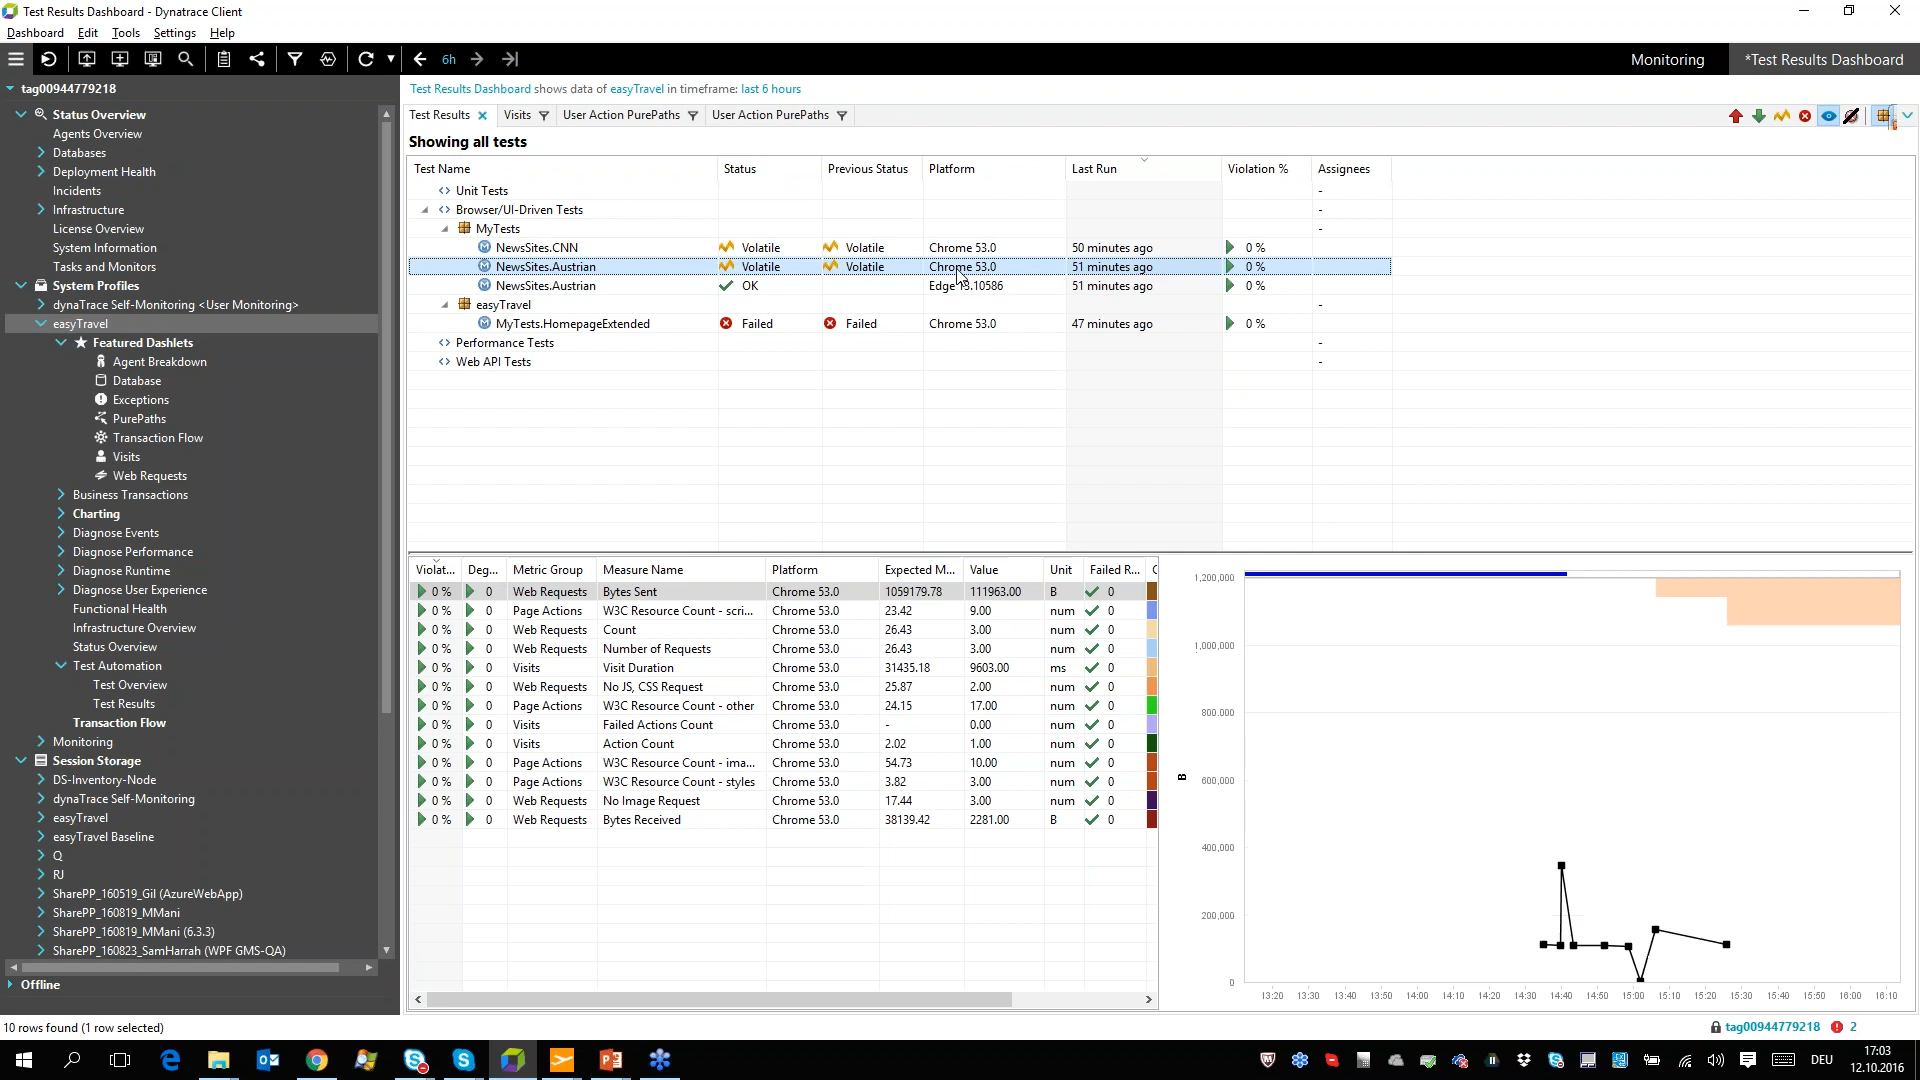 Test Results Dashboard - Dynatrace Client
Dashboard Edit Tools Settings Help
6h
Monitoring
*Test Results Dashboard
tag00944779218
Status Overview
Agents Overview
Databases
Deployment Health
Incidents
Infrastructure
License Overview
System Information
Tasks and Monitors
System Profiles
dynaTrace Self-Monitoring <User Monitoring>
easyTravel
Featured Dashlets
Agent Breakdown
Database
Exceptions
PurePaths
Transaction Flow
Visits
Web Requests
Business Transactions
Charting
Diagnose Events
Diagnose Performance
Diagnose Runtime
Diagnose User Experience
Functional Health
Infrastructure Overview
Status Overview
Test Automation
Test Overview
Test Results
Transaction Flow
Monitoring
Session Storage
DS-Inventory-Node
dynaTrace Self-Monitoring
easyTravel
easyTravel Baseline
Q
RJ
SharePP_160519_Gil (AzureWebApp)
SharePP_160819_MMani
SharePP_160819_MMani (6.3.3)
SharePP_160823_SamHarrah (WPF GMS-QA)
Offline
Test Results Dashboard shows data of easyTravel in timeframe: last 6 hours
Test Results Visits User Action PurePaths User Action PurePaths
Showing all tests
Test Name Status Previous Status Platform Last Run Violation % Assignees
Unit Tests -
Browser/UI-Driven Tests -
MyTests -
NewsSites.CNN Volatile Volatile Chrome 53.0 50 minutes ago 0 %
NewsSites.Austrian Volatile Volatile Chrome 53.0 51 minutes ago 0 %
NewsSites.Austrian OK Edge 3.10586 51 minutes ago 0 %
easyTravel -
MyTests.HomepageExtended Failed Failed Chrome 53.0 47 minutes ago 0 %
Performance Tests -
Web API Tests -
Violat... Deg... Metric Group Measure Name Platform Expected M... Value Unit Failed R...
0 % 0 Web Requests Bytes Sent Chrome 53.0 1059179.78 111963.00 B 0
0 % 0 Page Actions W3C Resource Count - scri... Chrome 53.0 23.42 9.00 num 0
0 % 0 Web Requests Count Chrome 53.0 26.43 3.00 num 0
0 % 0 Web Requests Number of Requests Chrome 53.0 26.43 3.00 num 0
0 % 0 Visits Visit Duration Chrome 53.0 31435.18 9603.00 ms 0
0 % 0 Web Requests No JS, CSS Request Chrome 53.0 25.87 2.00 num 0
0 % 0 Page Actions W3C Resource Count - other Chrome 53.0 24.15 17.00 num 0
0 % 0 Visits Failed Actions Count Chrome 53.0 - 0.00 num 0
0 % 0 Visits Action Count Chrome 53.0 2.02 1.00 num 0
0 % 0 Page Actions W3C Resource Count - ima... Chrome 53.0 54.73 10.00 num 0
0 % 0 Page Actions W3C Resource Count - styles Chrome 53.0 3.82 3.00 num 0
0 % 0 Web Requests No Image Request Chrome 53.0 17.44 3.00 num 0
0 % 0 Web Requests Bytes Received Chrome 53.0 38139.42 2281.00 B 0
1,200,000
1,000,000
800,000
B
600,000
400,000
200,000
0
13:20 13:30 13:40 13:50 14:00 14:10 14:20 14:30 14:40 14:50 15:00 15:10 15:20 15:30 15:40 15:50 16:00 16:10
10 rows found (1 row selected)
tag00944779218 2
DEU
17:03
12.10.2016